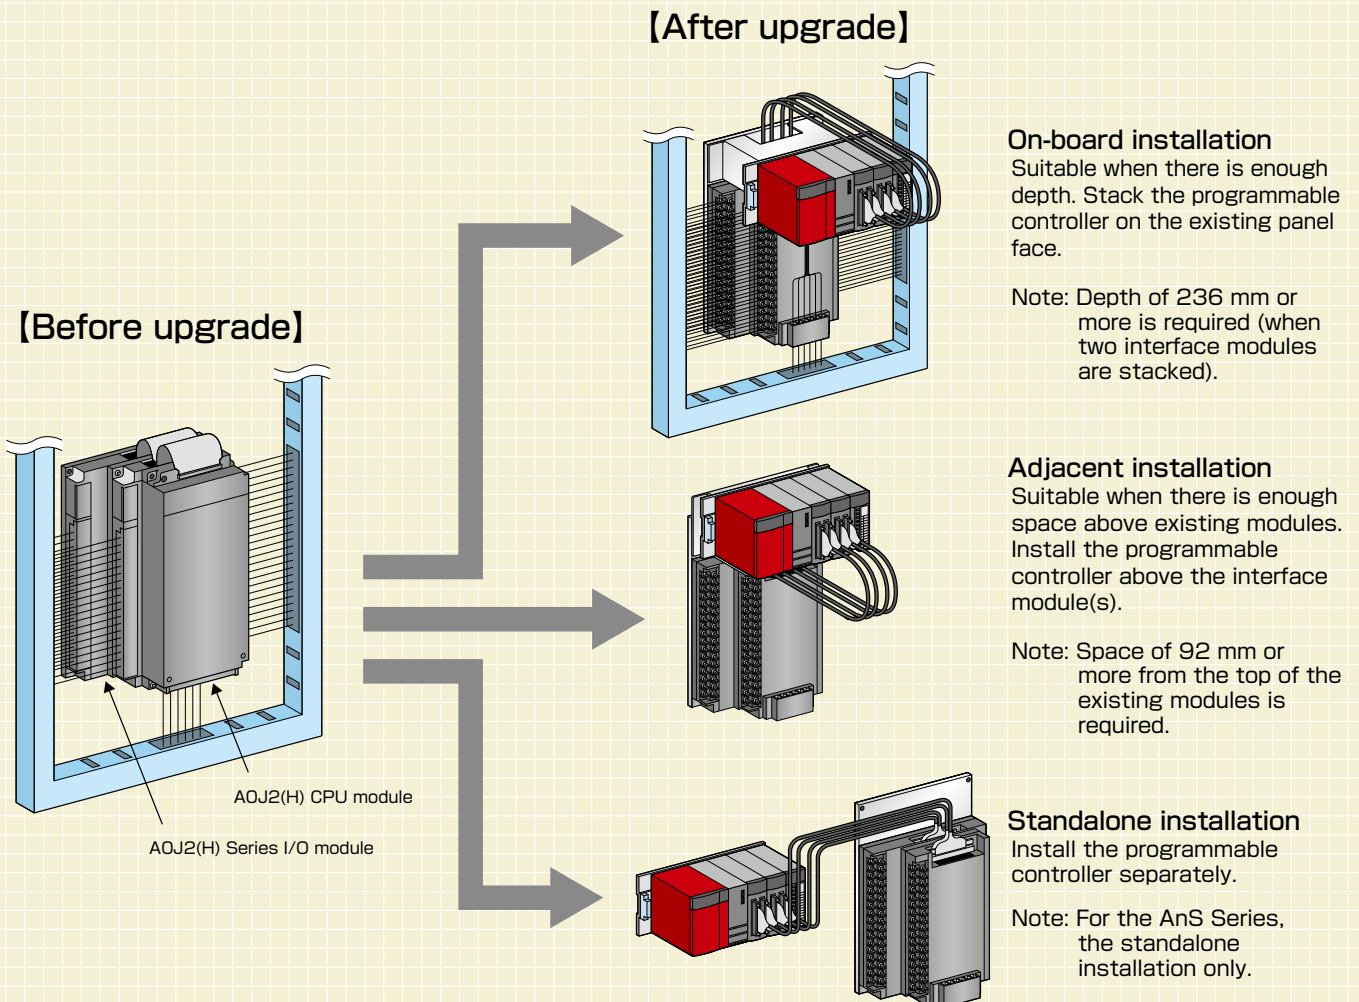 【After upgrade】
On-board installation
Suitable when there is enough
depth. Stack the programmable
controller on the existing panel
face.
Note: Depth of 236 mm or
more is required (when
two interface modules
are stacked).
【Before upgrade】
A0J2(H) CPU module
A0J2(H) Series I/O module
Adjacent installation
Suitable when there is enough
space above existing modules.
Install the programmable
controller above the interface
module(s).
Note: Space of 92 mm or
more from the top of the
existing modules is
required.
Standalone installation
Install the programmable
controller separately.
Note: For the AnS Series,
the standalone
installation only.